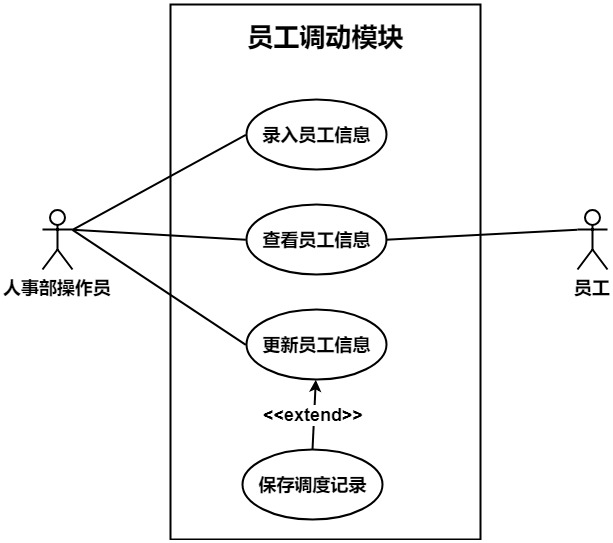 员工调动模块
录入员工信息
查看员工信息
人事部操作员
员工
更新员工信息
<<extend>>
保存调度记录